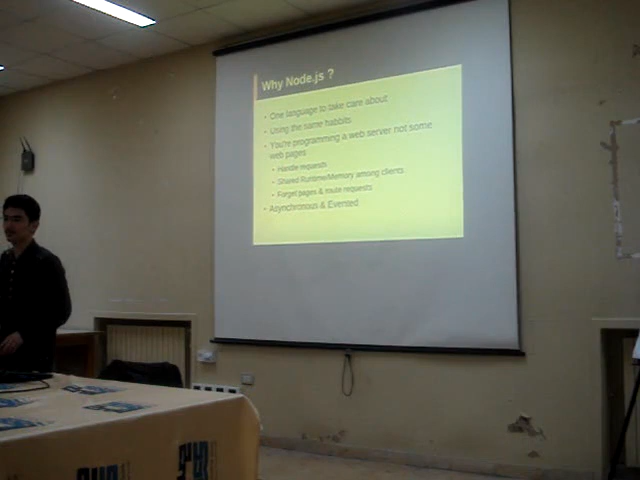 Why Node.js ?
One language to take care about
Using the same habbits
You're programming a web server not some
web pages
Handle requests
Shared Runtime/Memory among clients
Forget pages & route requests
Asynchronous & Evented